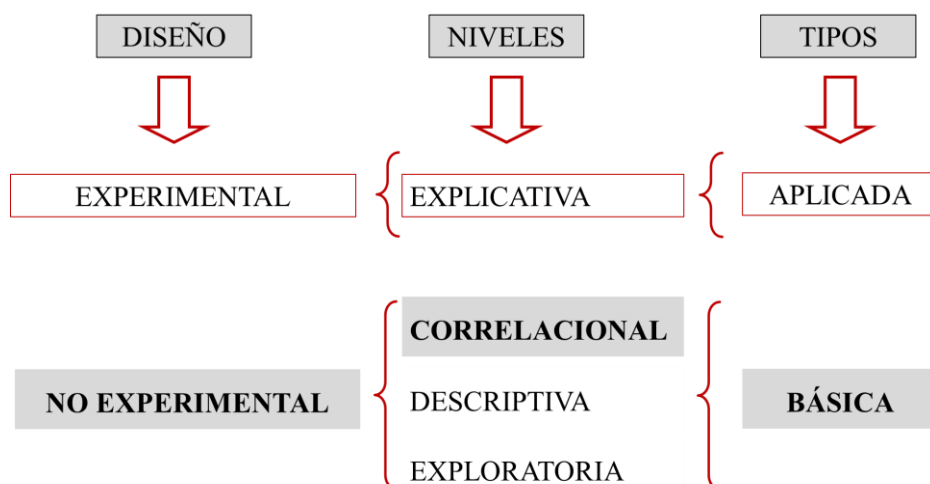 DISEÑO
NIVELES
TIPOS
EXPERIMENTAL
EXPLICATIVA
APLICADA
CORRELACIONAL
NO EXPERIMENTAL
DESCRIPTIVA
BÁSICA
EXPLORATORIA